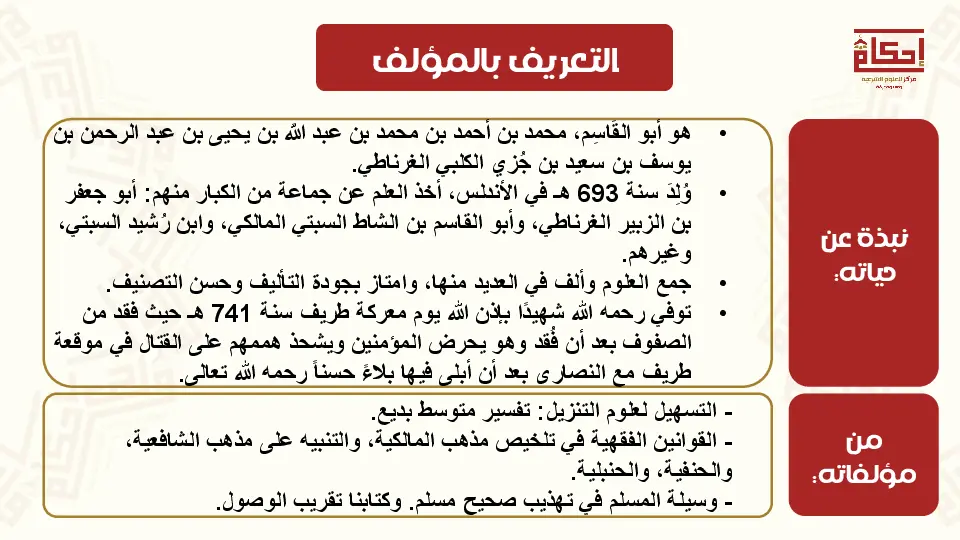 إحكام
مركز للعلوم الشرعية
التعريف بالمؤلف
نبذة عن
حياته:
• هو أبو القَاسِم، محمد بن أحمد بن محمد بن عبد الله بن يحيى بن عبد الرحمن بن
يوسف بن سعيد بن جُزي الكلبي الغرناطي.
• وُلِدَ سنة 693 هـ في الأندلس، أخذ العلم عن جماعة من الكبار منهم: أبو جعفر
بن الزبير الغرناطي، وأبو القاسم بن الشاط السبتي المالكي، وابن رُشيد السبتي،
وغيرهم.
• جمع العلوم وألف في العديد منها، وامتاز بجودة التأليف وحسن التصنيف.
• توفي رحمه الله شهيدًا بإذن الله يوم معركة طريف سنة 741 هـ حيث فقد من
الصفوف بعد أن فُقد وهو يحرض المؤمنين ويشحذ هممهم على القتال في موقعة
طريف مع النصارى بعد أن أبلى فيها بلاءً حسناً رحمه الله تعالى.
من
مؤلفاته:
- التسهيل لعلوم التنزيل: تفسير متوسط بديع.
- القوانين الفقهية في تلخيص مذهب المالكية، والتنبيه على مذهب الشافعية،
والحنفية، والحنبلية.
- وسيلة المسلم في تهذيب صحيح مسلم. وكتابنا تقريب الوصول.